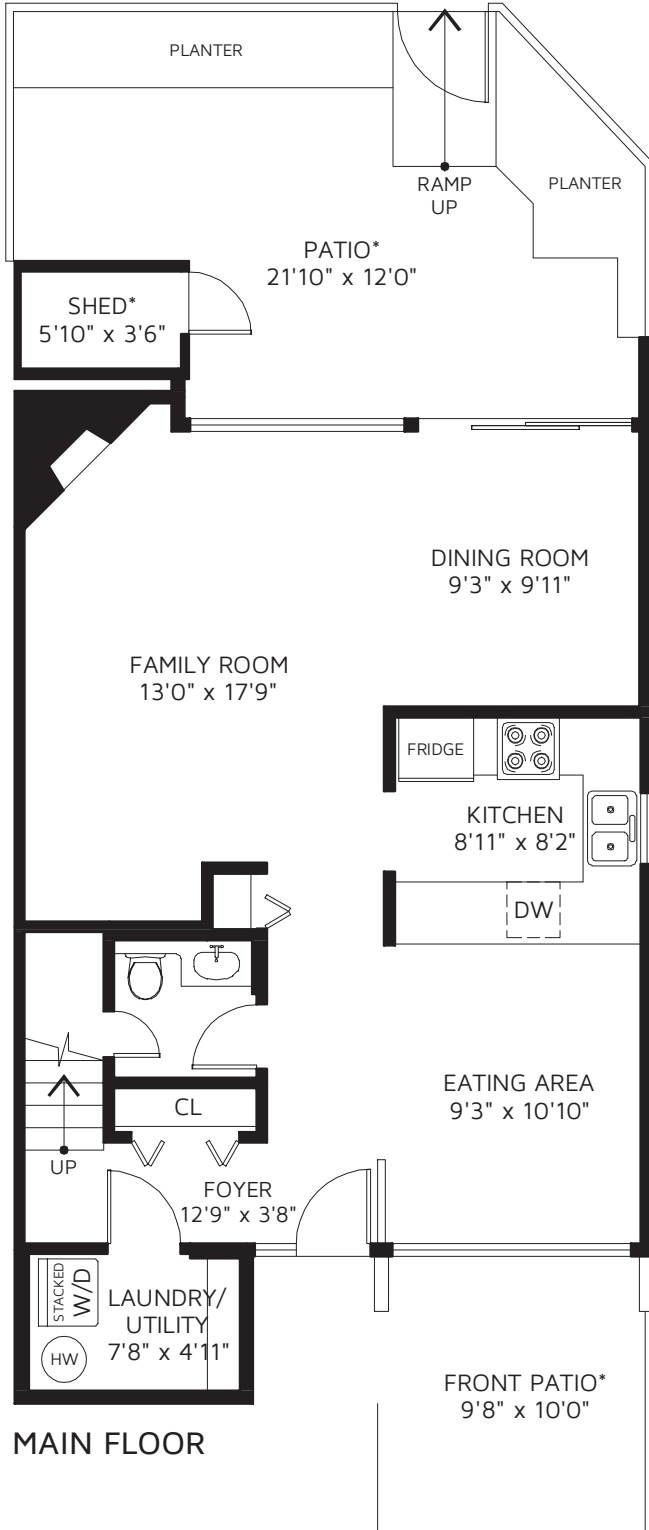 PLANTER
RAMP
UP
PLANTER
PATIO*
21'10" x 12'0"
SHED*
5'10" x 3'6"
DINING ROOM
9'3" x 9'11"
FAMILY ROOM
13'0" x 17'9"
FRIDGE
KITCHEN
8'11" x 8'2"
DW
EATING AREA
9'3" x 10'10"
CL
UP
FOYER
12'9" x 3'8"
STACKED
W/D
LAUNDRY/
UTILITY
7'8" x 4'11"
HW
FRONT PATIO*
9'8" x 10'0"
MAIN FLOOR